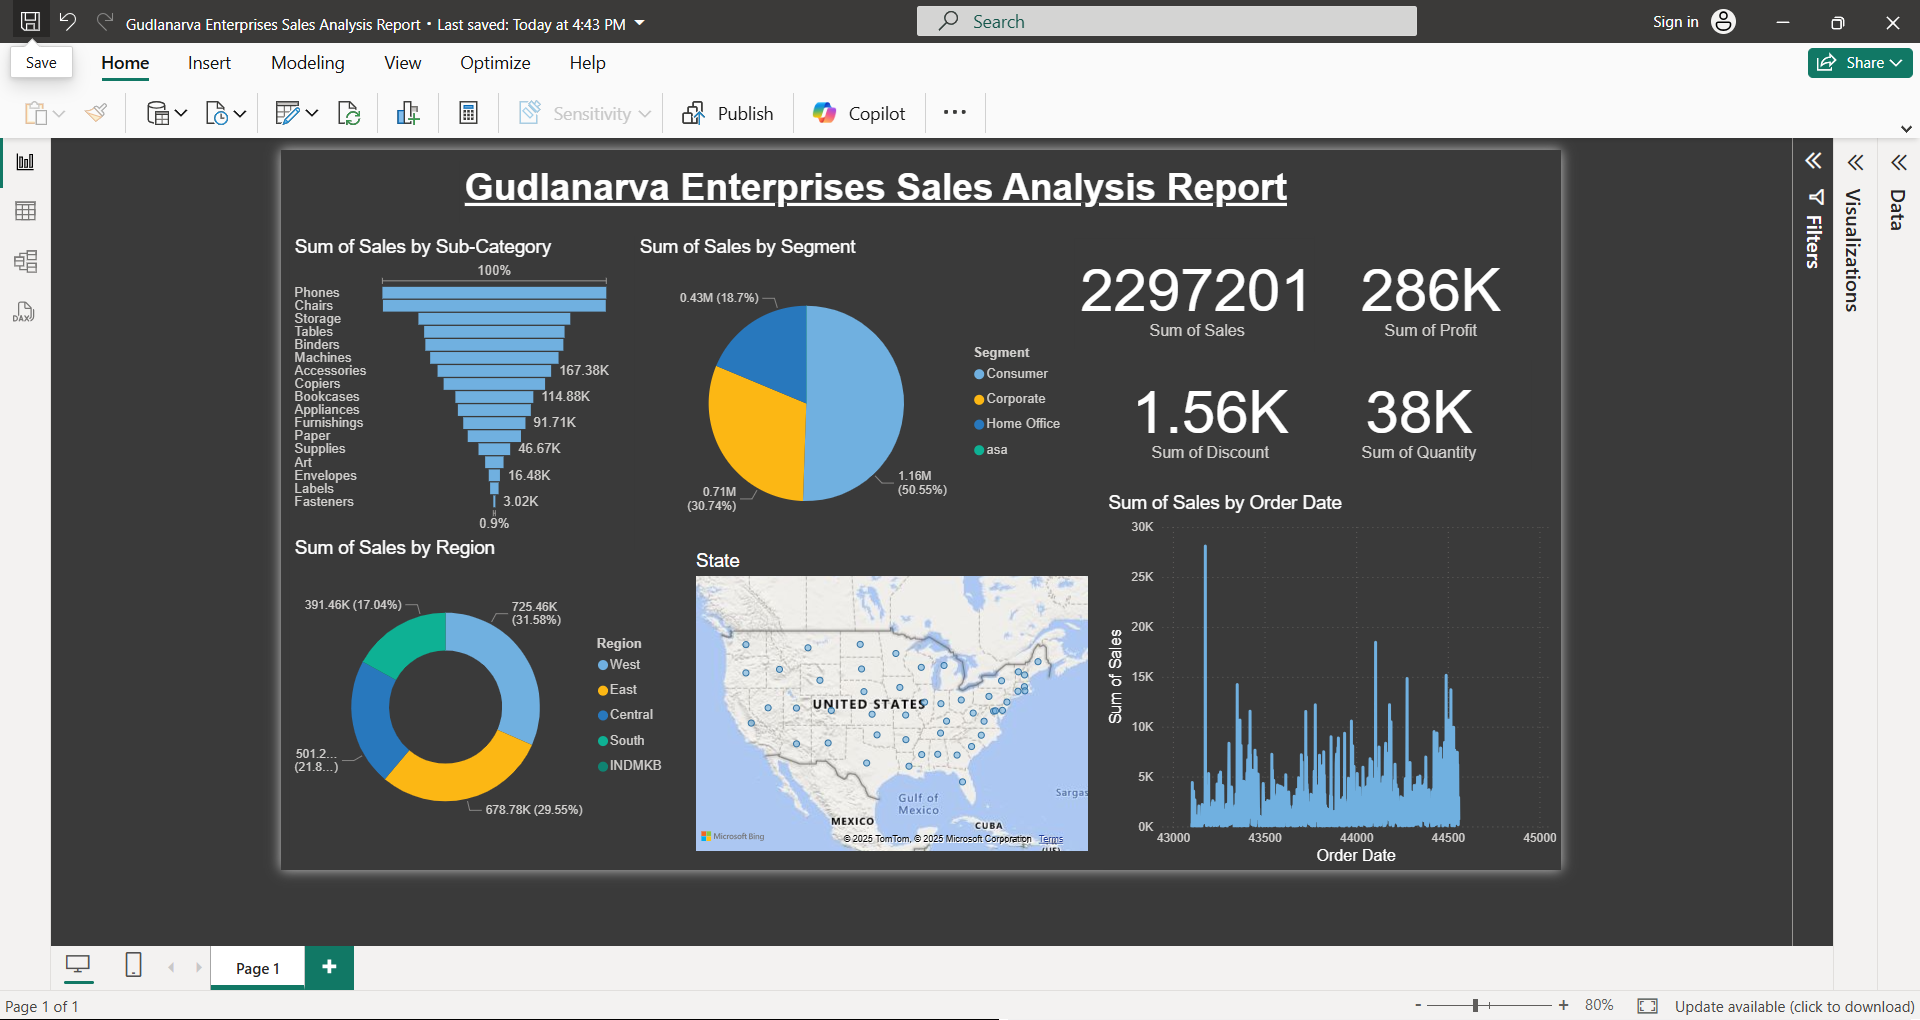 Gudlanarva Enterprises Sales Analysis Report • Last saved: Today at 4:43 PM
Search
Sign in
Save
Home
Insert
Modeling
View
Optimize
Help
Share
Sensitivity
Publish
Copilot
Gudlanarva Enterprises Sales Analysis Report
Sum of Sales by Sub-Category
100%
Phones
Chairs
Storage
Tables
Binders
Machines
Accessories
167.38K
Copiers
Bookcases
114.88K
Appliances
Furnishings
91.71K
Paper
Supplies
46.67K
Art
Envelopes
16.48K
Labels
Fasteners
3.02K
0.9%
Sum of Sales by Segment
0.43M (18.7%)
0.71M
(30.74%)
1.16M
(50.55%)
Segment
Consumer
Corporate
Home Office
asa
2297201
Sum of Sales
286K
Sum of Profit
1.56K
Sum of Discount
38K
Sum of Quantity
Sum of Sales by Region
391.46K (17.04%)
725.46K
(31.58%)
501.2...
(21.8...)
678.78K (29.55%)
Region
West
East
Central
South
INDMKB
State
UNITED STATES
Gulf of
Mexico
MEXICO
CUBA
Sargas
Microsoft Bing
© 2025 TomTom, © 2025 Microsoft Corporation Terms
Sum of Sales by Order Date
30K
25K
20K
15K
10K
5K
0K
Sum of Sales
43000
43500
44000
44500
45000
Order Date
Filters
Visualizations
Data
DAX
Page 1
+
Page 1 of 1
- + 80%
Update available (click to download)